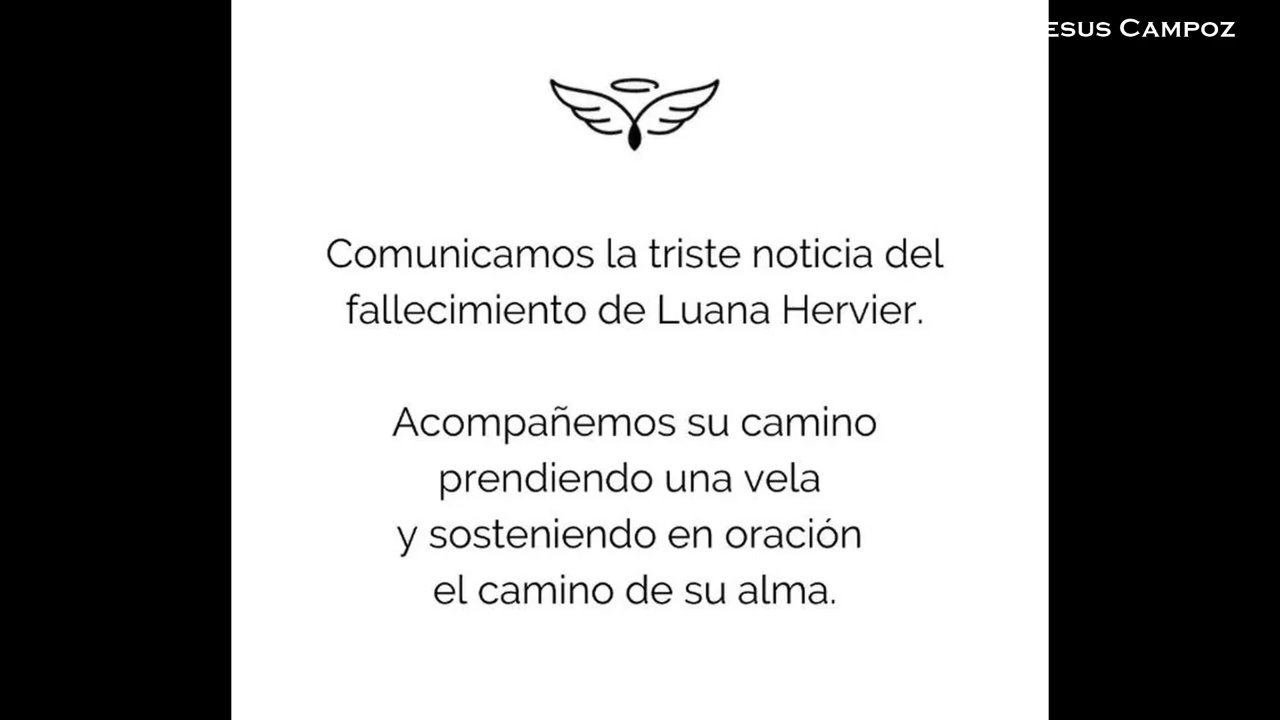 esus Campoz
Comunicamos la triste noticia del
fallecimiento de Luana Hervier.
Acompañemos su camino
prendiendo una vela
y sosteniendo en oración
el camino de su alma.